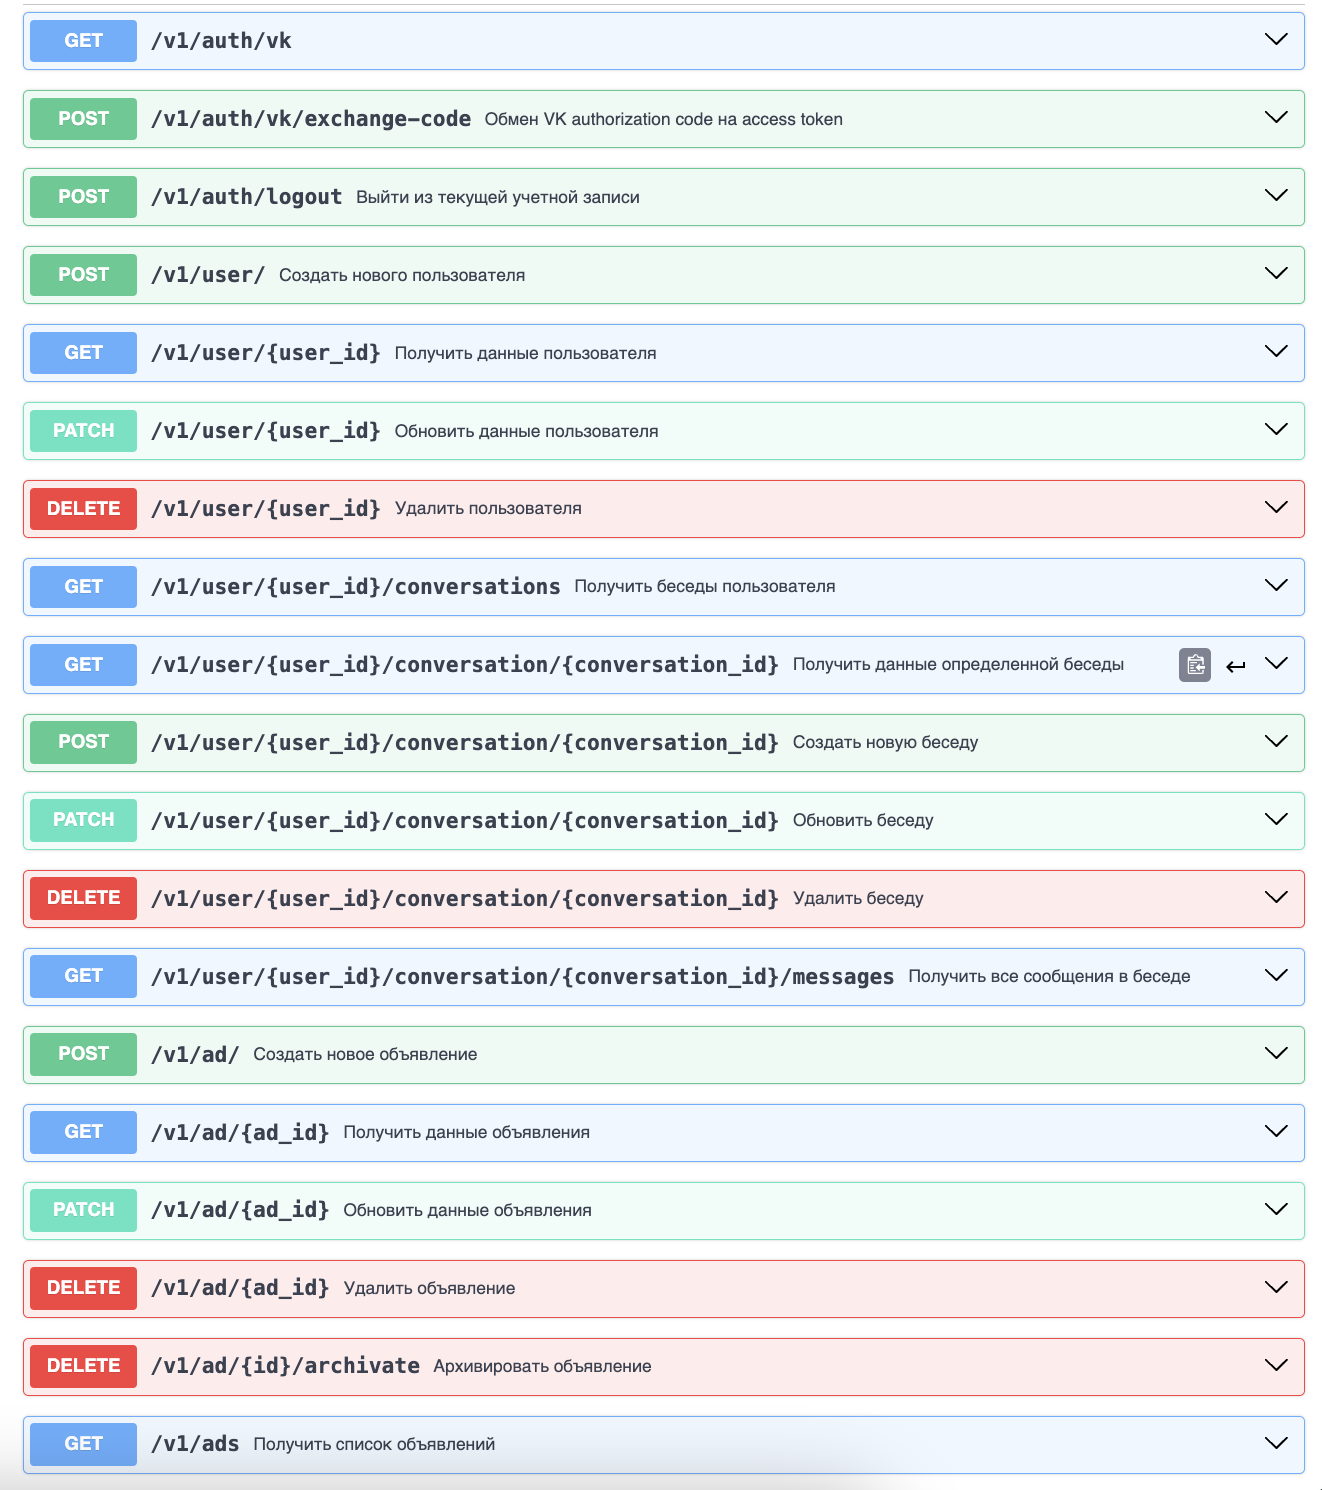 GET /v1/auth/vk
POST /v1/auth/vk/exchange-code Обмен VK authorization code на access token
POST /v1/auth/logout Выйти из текущей учетной записи
POST /v1/user/ Создать нового пользователя
GET /v1/user/{user_id} Получить данные пользователя
PATCH /v1/user/{user_id} Обновить данные пользователя
DELETE /v1/user/{user_id} Удалить пользователя
GET /v1/user/{user_id}/conversations Получить беседы пользователя
GET /v1/user/{user_id}/conversation/{conversation_id} Получить данные определенной беседы
POST /v1/user/{user_id}/conversation/{conversation_id} Создать новую беседу
PATCH /v1/user/{user_id}/conversation/{conversation_id} Обновить беседу
DELETE /v1/user/{user_id}/conversation/{conversation_id} Удалить беседу
GET /v1/user/{user_id}/conversation/{conversation_id}/messages Получить все сообщения в беседе
POST /v1/ad/ Создать новое объявление
GET /v1/ad/{ad_id} Получить данные объявления
PATCH /v1/ad/{ad_id} Обновить данные объявления
DELETE /v1/ad/{ad_id} Удалить объявление
DELETE /v1/ad/{id}/archivate Архивировать объявление
GET /v1/ads Получить список объявлений